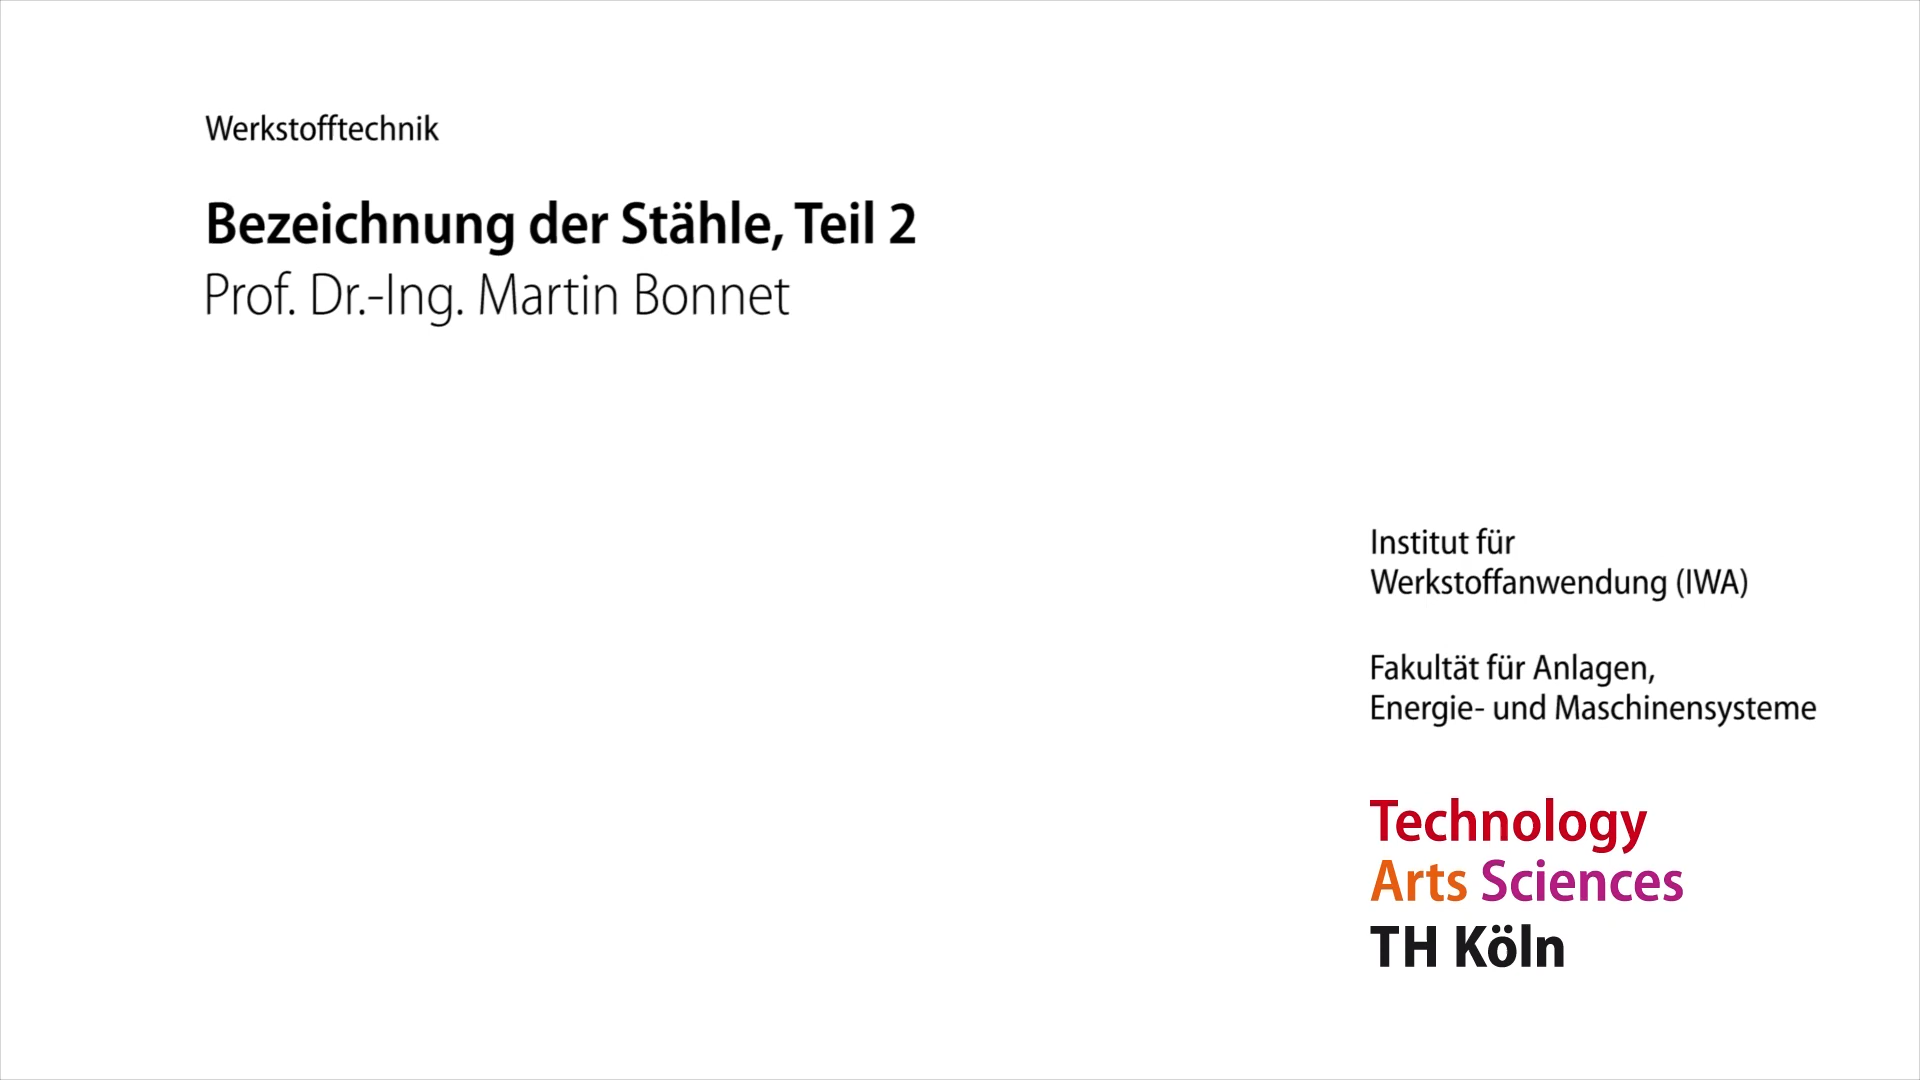 Werkstofftechnik
Bezeichnung der Stähle, Teil 2
Prof. Dr.-Ing. Martin Bonnet
Institut für
Werkstoffanwendung (IWA)
Fakultät für Anlagen,
Energie- und Maschinensysteme
Technology
Arts Sciences
TH Köln